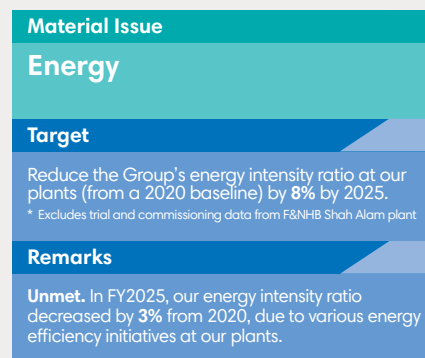 Material Issue
Energy
Target
Reduce the Group's energy intensity ratio at our
plants (from a 2020 baseline) by 8% by 2025.
* Excludes trial and commissioning data from F&NHB Shah Alam plant
Remarks
Unmet. In FY2025, our energy intensity ratio
decreased by 3% from 2020, due to various energy
efficiency initiatives at our plants.